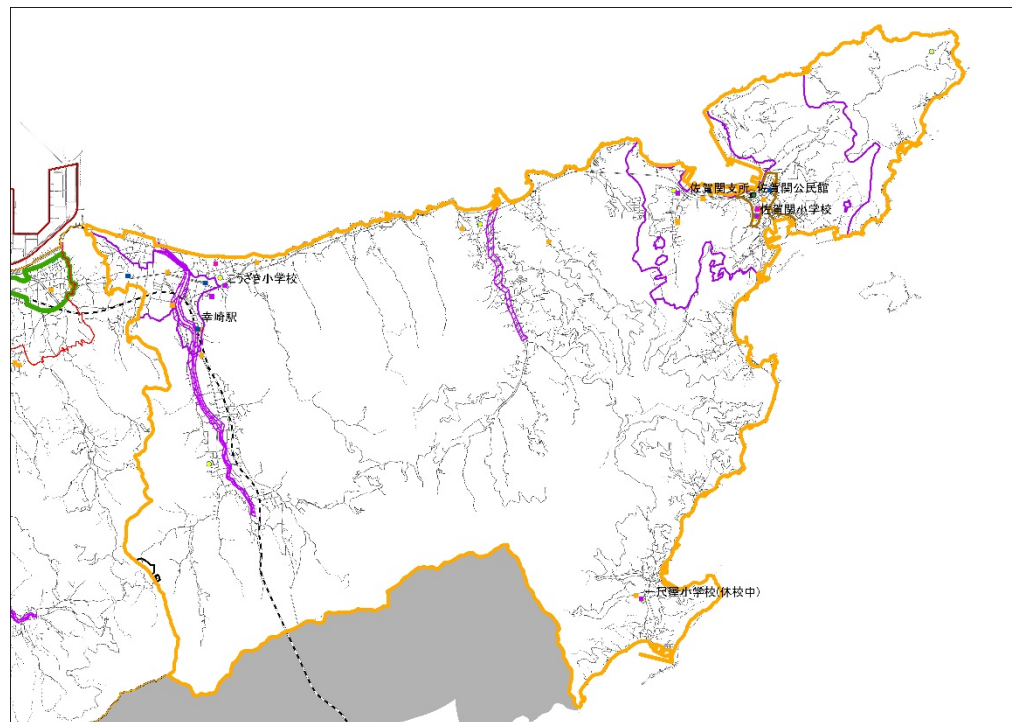 佐賀関支所 佐賀関公民館
佐賀関小学校
こうざき小学校
幸崎駅
一尺屋小学校(休校中)